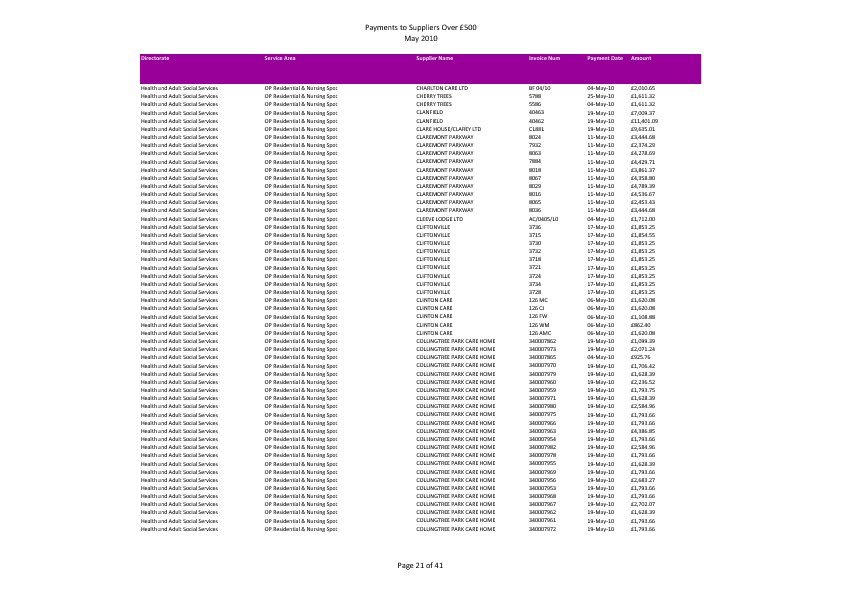 Payments to Suppliers Over £500
May 2010
Directorate Service Area Supplier Name Invoice Num Payment Date Amount
Health and Adult Social Services OP Residential & Nursing Spot CHARLTON CARE LTD BF 04/10 04-May-10 £2,010.65
Health and Adult Social Services OP Residential & Nursing Spot CHERRY TREES 5788 25-May-10 £1,611.32
Health and Adult Social Services OP Residential & Nursing Spot CHERRY TREES 5586 04-May-10 £1,611.32
Health and Adult Social Services OP Residential & Nursing Spot CLANFIELD 40463 19-May-10 £7,009.37
Health and Adult Social Services OP Residential & Nursing Spot CLANFIELD 40462 19-May-10 £11,401.09
Health and Adult Social Services OP Residential & Nursing Spot CLARE HOUSE/CLAREY LTD 19-May-10 £9,635.01
Health and Adult Social Services OP Residential & Nursing Spot CLAREMONT PARKWAY 8024 11-May-10 £3,444.68
Health and Adult Social Services OP Residential & Nursing Spot CLAREMONT PARKWAY 7932 11-May-10 £2,374.29
Health and Adult Social Services OP Residential & Nursing Spot CLAREMONT PARKWAY 8063 11-May-10 £4,278.69
Health and Adult Social Services OP Residential & Nursing Spot CLAREMONT PARKWAY 7884 11-May-10 £4,429.71
Health and Adult Social Services OP Residential & Nursing Spot CLAREMONT PARKWAY 8018 11-May-10 £3,861.37
Health and Adult Social Services OP Residential & Nursing Spot CLAREMONT PARKWAY 8067 11-May-10 £4,358.80
Health and Adult Social Services OP Residential & Nursing Spot CLAREMONT PARKWAY 8029 11-May-10 £4,789.39
Health and Adult Social Services OP Residential & Nursing Spot CLAREMONT PARKWAY 8016 11-May-10 £4,536.67
Health and Adult Social Services OP Residential & Nursing Spot CLAREMONT PARKWAY 8065 11-May-10 £2,453.43
Health and Adult Social Services OP Residential & Nursing Spot CLAREMONT PARKWAY 8036 11-May-10 £3,444.68
Health and Adult Social Services OP Residential & Nursing Spot CLEEVE LODGE LTD AC/0405/10 04-May-10 £1,712.00
Health and Adult Social Services OP Residential & Nursing Spot CLIFTONVILLE 3736 17-May-10 £1,853.25
Health and Adult Social Services OP Residential & Nursing Spot CLIFTONVILLE 3715 17-May-10 £1,854.55
Health and Adult Social Services OP Residential & Nursing Spot CLIFTONVILLE 3730 17-May-10 £1,853.25
Health and Adult Social Services OP Residential & Nursing Spot CLIFTONVILLE 3732 17-May-10 £1,853.25
Health and Adult Social Services OP Residential & Nursing Spot CLIFTONVILLE 3718 17-May-10 £1,853.25
Health and Adult Social Services OP Residential & Nursing Spot CLIFTONVILLE 3721 17-May-10 £1,853.25
Health and Adult Social Services OP Residential & Nursing Spot CLIFTONVILLE 3724 17-May-10 £1,853.25
Health and Adult Social Services OP Residential & Nursing Spot CLIFTONVILLE 3734 17-May-10 £1,853.25
Health and Adult Social Services OP Residential & Nursing Spot CLIFTONVILLE 3728 17-May-10 £1,853.25
Health and Adult Social Services OP Residential & Nursing Spot CLINTON CARE 126 MC 06-May-10 £1,620.08
Health and Adult Social Services OP Residential & Nursing Spot CLINTON CARE 126 CJ 06-May-10 £1,620.08
Health and Adult Social Services OP Residential & Nursing Spot CLINTON CARE 126 FW 06-May-10 £1,108.88
Health and Adult Social Services OP Residential & Nursing Spot CLINTON CARE 126 WM 06-May-10 £862.40
Health and Adult Social Services OP Residential & Nursing Spot CLINTON CARE 126 AMC 06-May-10 £1,620.08
Health and Adult Social Services OP Residential & Nursing Spot COLLINGTREE PARK CARE HOME 340007862 19-May-10 £1,099.39
Health and Adult Social Services OP Residential & Nursing Spot COLLINGTREE PARK CARE HOME 340007973 19-May-10 £2,071.24
Health and Adult Social Services OP Residential & Nursing Spot COLLINGTREE PARK CARE HOME 340007865 04-May-10 £925.76
Health and Adult Social Services OP Residential & Nursing Spot COLLINGTREE PARK CARE HOME 340007970 19-May-10 £1,706.42
Health and Adult Social Services OP Residential & Nursing Spot COLLINGTREE PARK CARE HOME 340007979 19-May-10 £1,628.39
Health and Adult Social Services OP Residential & Nursing Spot COLLINGTREE PARK CARE HOME 340007960 19-May-10 £2,236.52
Health and Adult Social Services OP Residential & Nursing Spot COLLINGTREE PARK CARE HOME 340007959 19-May-10 £1,793.75
Health and Adult Social Services OP Residential & Nursing Spot COLLINGTREE PARK CARE HOME 340007971 19-May-10 £1,628.39
Health and Adult Social Services OP Residential & Nursing Spot COLLINGTREE PARK CARE HOME 340007980 19-May-10 £2,584.96
Health and Adult Social Services OP Residential & Nursing Spot COLLINGTREE PARK CARE HOME 340007975 19-May-10 £1,793.66
Health and Adult Social Services OP Residential & Nursing Spot COLLINGTREE PARK CARE HOME 340007966 19-May-10 £1,793.66
Health and Adult Social Services OP Residential & Nursing Spot COLLINGTREE PARK CARE HOME 340007963 19-May-10 £4,386.85
Health and Adult Social Services OP Residential & Nursing Spot COLLINGTREE PARK CARE HOME 340007954 19-May-10 £1,793.66
Health and Adult Social Services OP Residential & Nursing Spot COLLINGTREE PARK CARE HOME 340007982 19-May-10 £2,584.96
Health and Adult Social Services OP Residential & Nursing Spot COLLINGTREE PARK CARE HOME 340007978 19-May-10 £1,793.66
Health and Adult Social Services OP Residential & Nursing Spot COLLINGTREE PARK CARE HOME 340007955 19-May-10 £1,628.39
Health and Adult Social Services OP Residential & Nursing Spot COLLINGTREE PARK CARE HOME 340007969 19-May-10 £1,793.66
Health and Adult Social Services OP Residential & Nursing Spot COLLINGTREE PARK CARE HOME 340007956 19-May-10 £2,683.27
Health and Adult Social Services OP Residential & Nursing Spot COLLINGTREE PARK CARE HOME 340007953 19-May-10 £1,793.66
Health and Adult Social Services OP Residential & Nursing Spot COLLINGTREE PARK CARE HOME 340007968 19-May-10 £1,793.66
Health and Adult Social Services OP Residential & Nursing Spot COLLINGTREE PARK CARE HOME 340007967 19-May-10 £2,702.07
Health and Adult Social Services OP Residential & Nursing Spot COLLINGTREE PARK CARE HOME 340007962 19-May-10 £1,628.39
Health and Adult Social Services OP Residential & Nursing Spot COLLINGTREE PARK CARE HOME 340007961 19-May-10 £1,793.66
Health and Adult Social Services OP Residential & Nursing Spot COLLINGTREE PARK CARE HOME 340007972 19-May-10 £1,793.66
Page 21 of 41